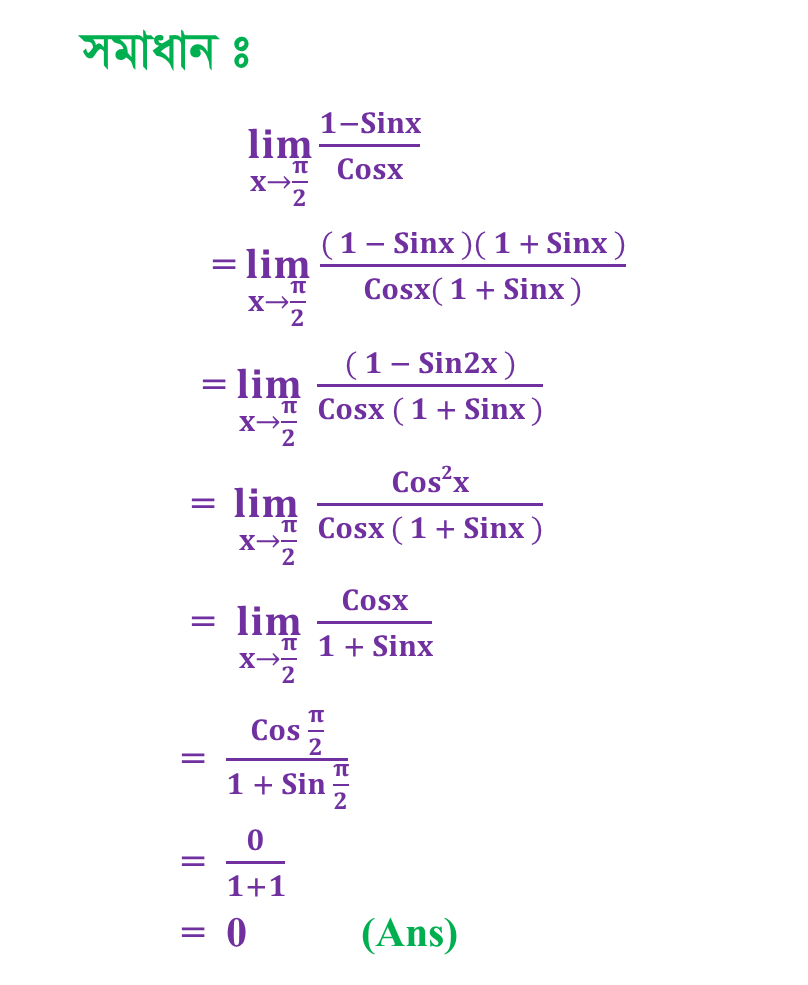 সমাধান ঃ
lim x→π/2 1−Sinx / Cosx
= lim x→π/2 ( 1 − Sinx )( 1 + Sinx ) / Cosx( 1 + Sinx )
= lim x→π/2 ( 1 − Sin2x ) / Cosx ( 1 + Sinx )
= lim x→π/2 Cos²x / Cosx ( 1 + Sinx )
= lim x→π/2 Cosx / 1 + Sinx
= Cos π/2 / 1 + Sin π/2
= 0 / 1+1
= 0 (Ans)